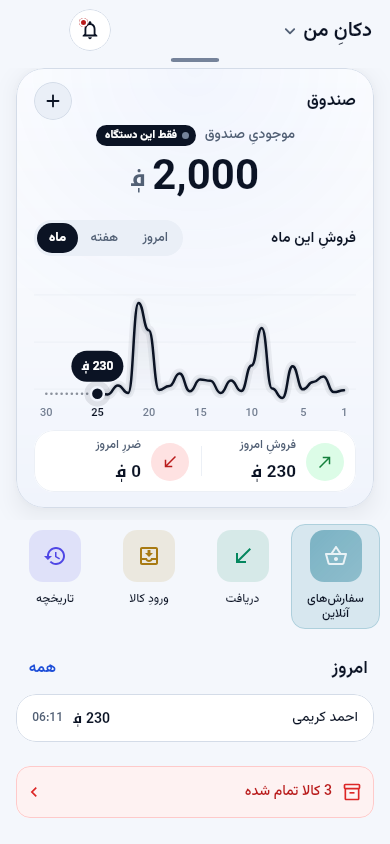 دکانِ من
صندوق
موجودیِ صندوق
فقط این دستگاه
2,000 ؋
فروشِ این ماه
امروز
هفته
ماه
230 ؋
1
5
10
15
20
25
30
فروشِ امروز
230 ؋
ضررِ امروز
0 ؋
سفارش‌های
آنلاین
دریافت
ورودِ کالا
تاریخچه
امروز
همه
احمد کریمی
230 ؋
06:11
3 کالا تمام شده